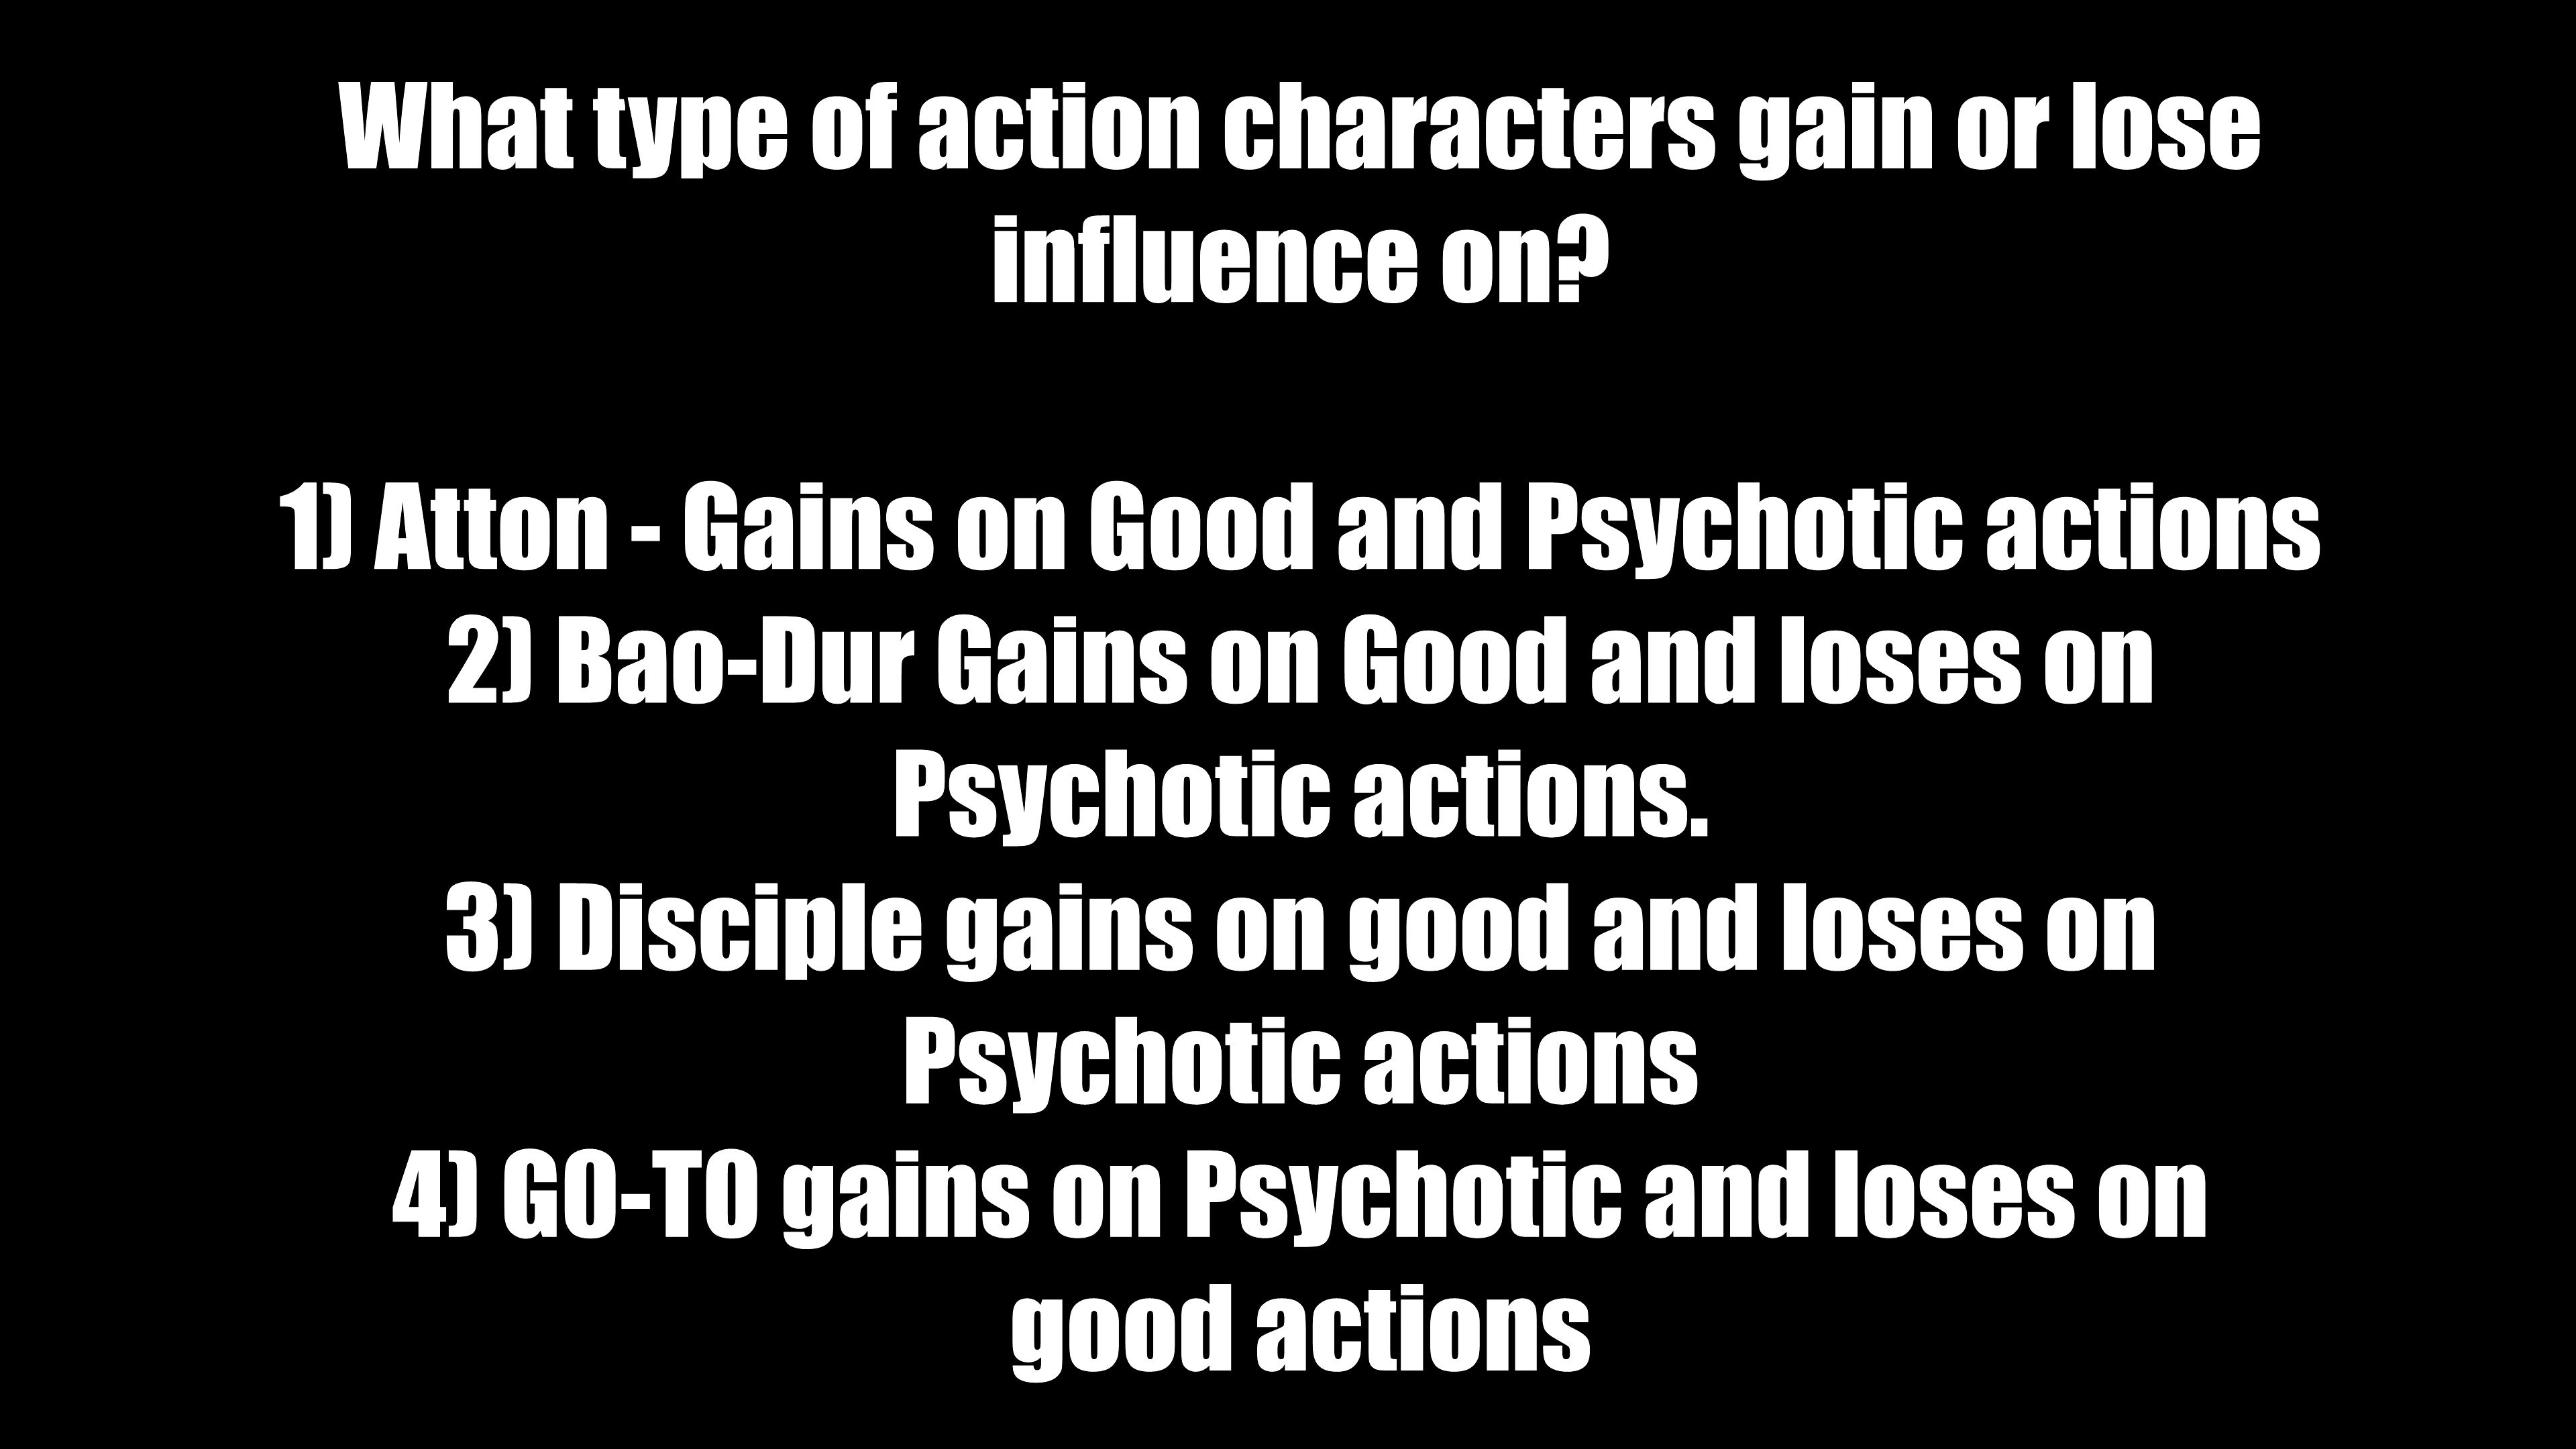 What type of action characters gain or lose
influence on?
1) Atton - Gains on Good and Psychotic actions
2) Bao-Dur Gains on Good and loses on
Psychotic actions.
3) Disciple gains on good and loses on
Psychotic actions
4) GO-TO gains on Psychotic and loses on
good actions